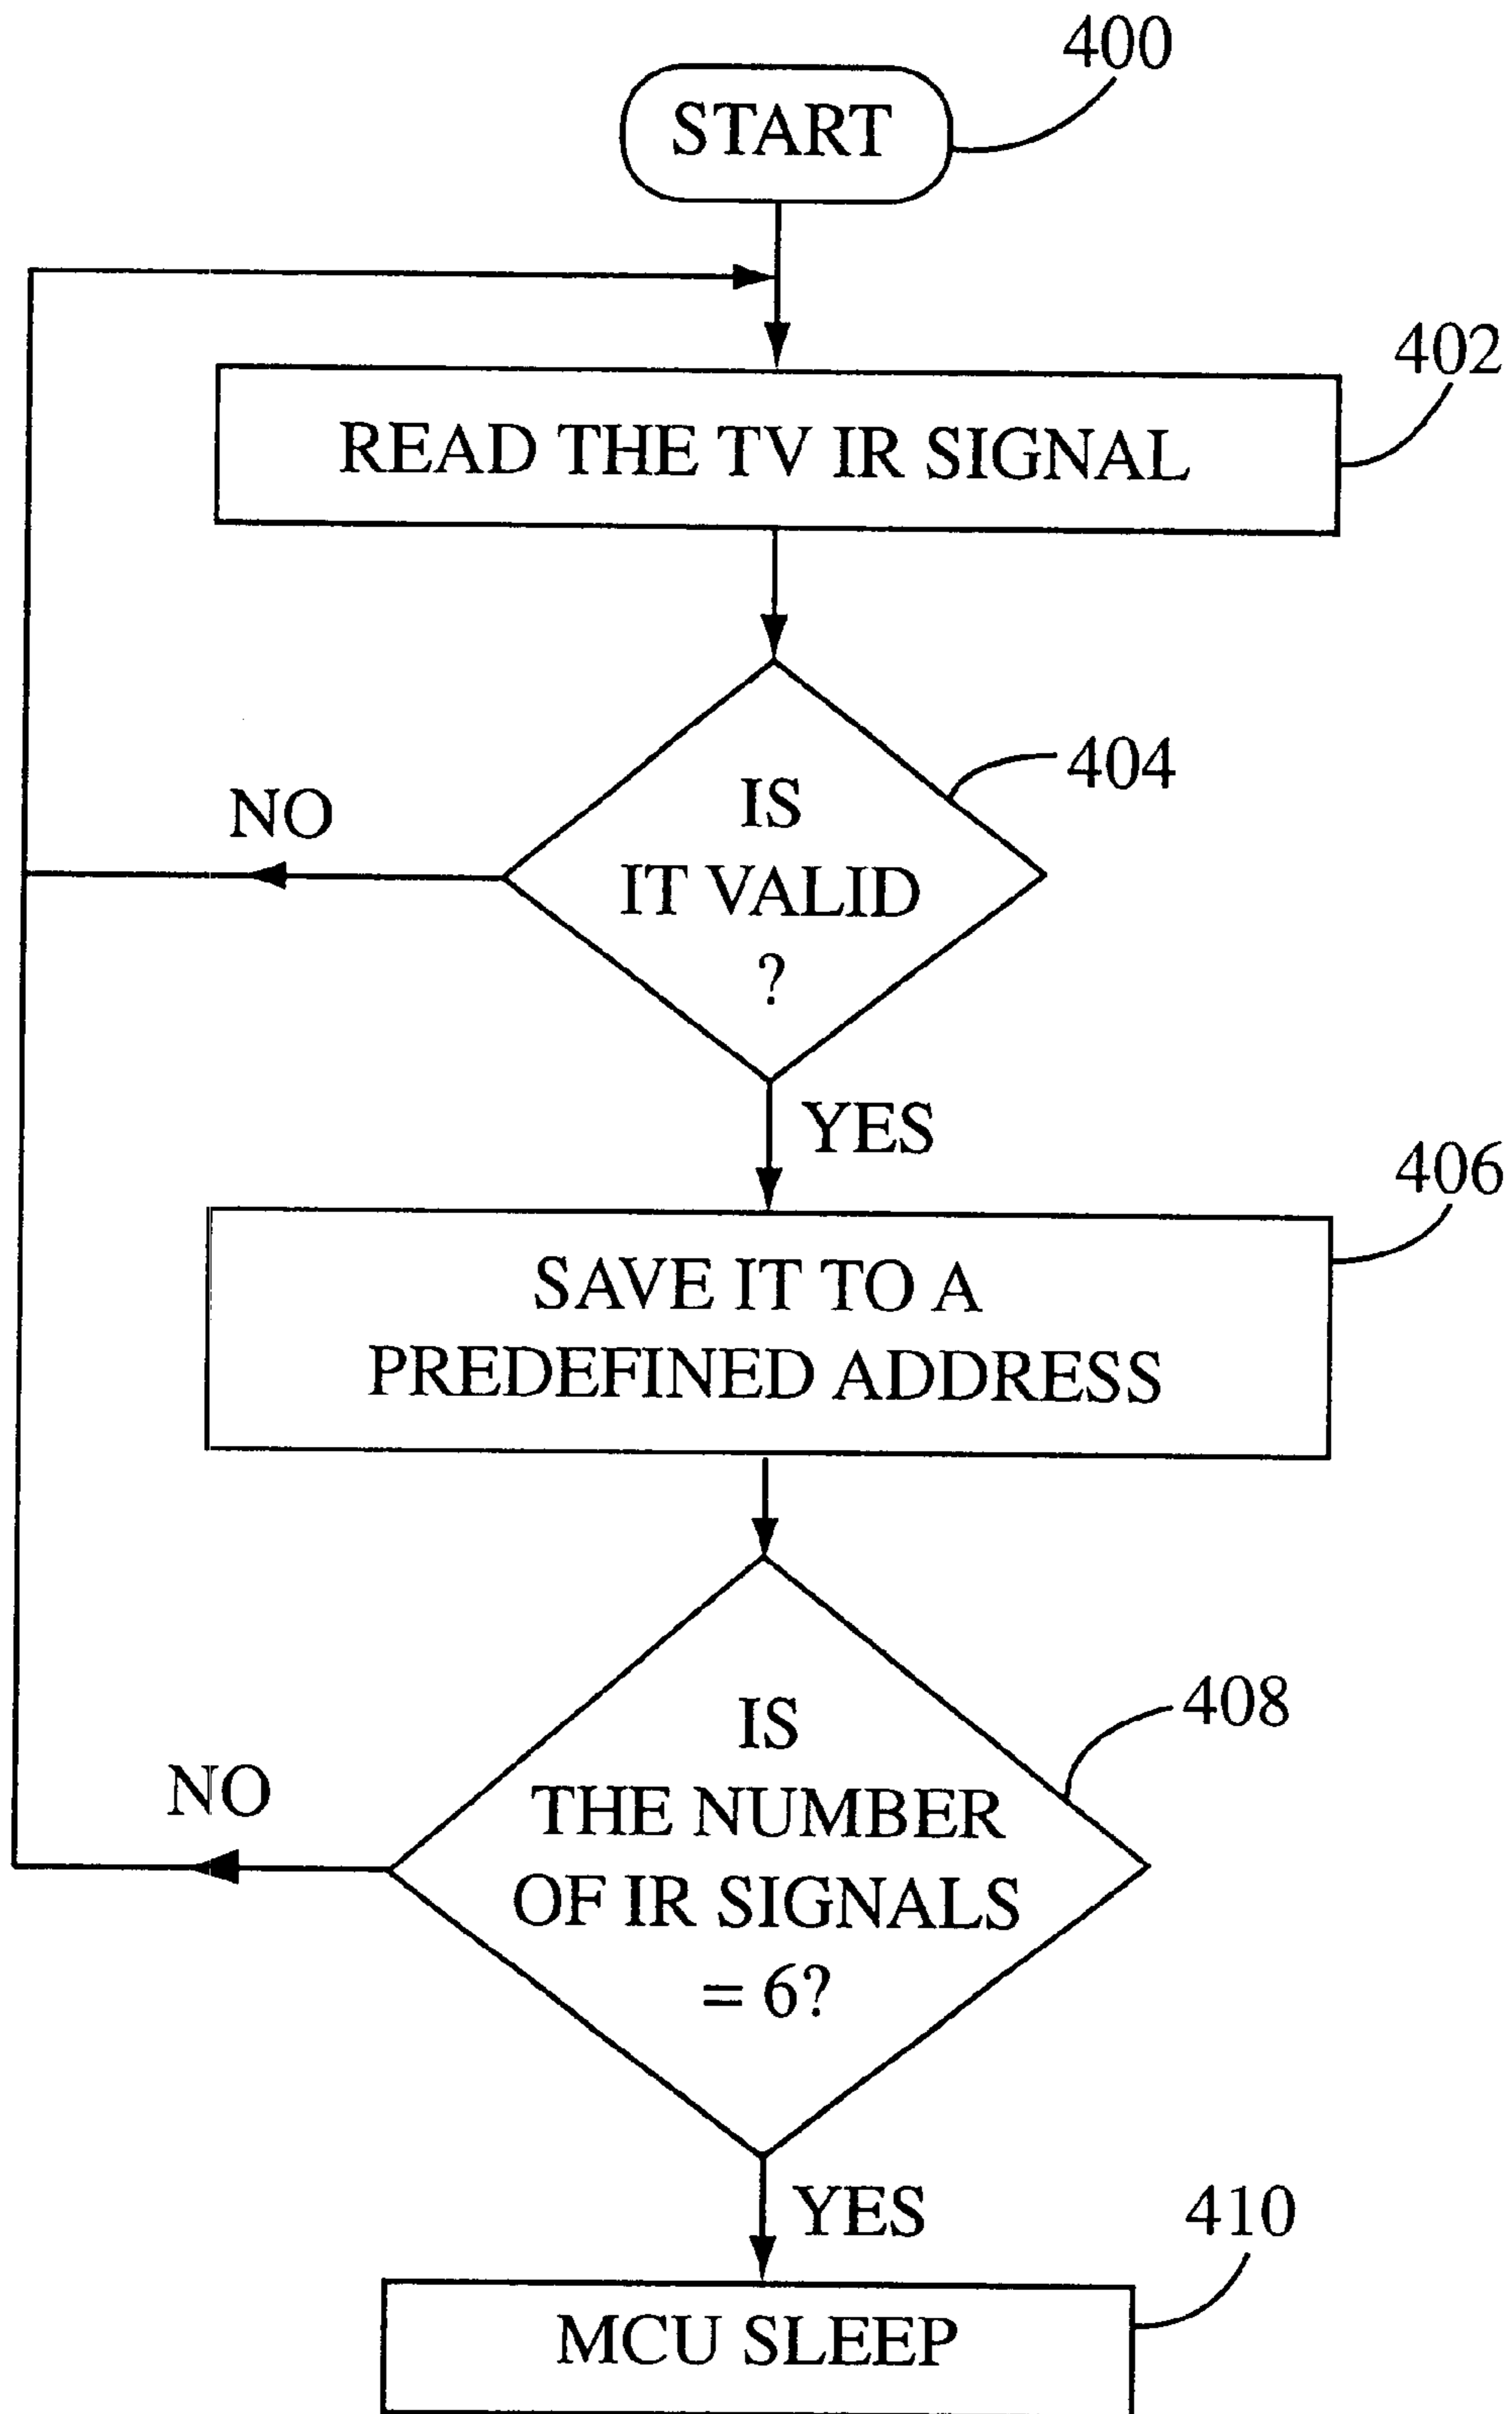 400
START
402
READ THE TV IR SIGNAL
404
IS
IT VALID
?
NO
YES
406
SAVE IT TO A
PREDEFINED ADDRESS
408
IS
THE NUMBER
OF IR SIGNALS
= 6?
NO
YES
410
MCU SLEEP